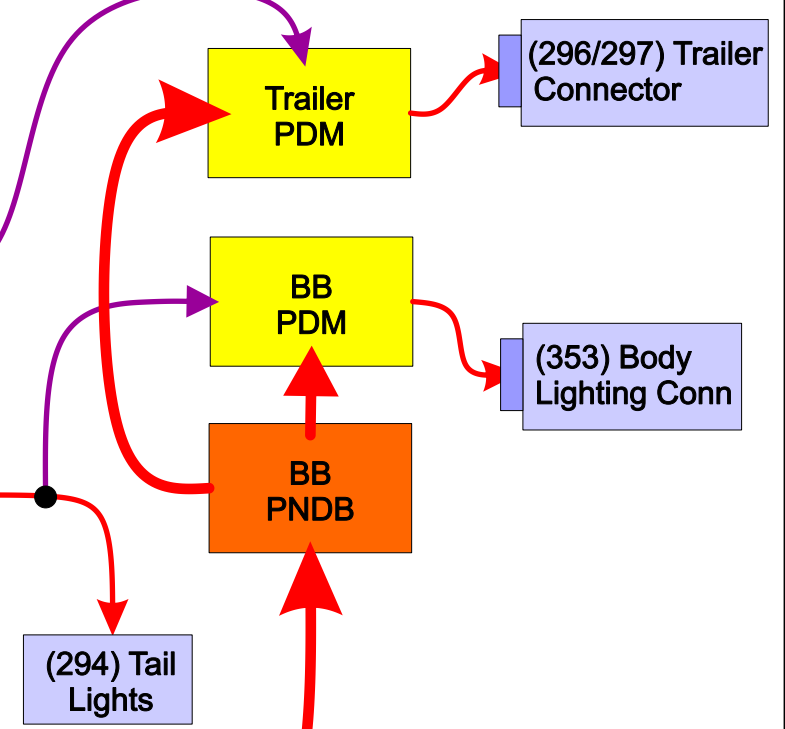 Trailer
PDM
(296/297) Trailer
Connector
BB
PDM
(353) Body
Lighting Conn
BB
PNDB
(294) Tail
Lights